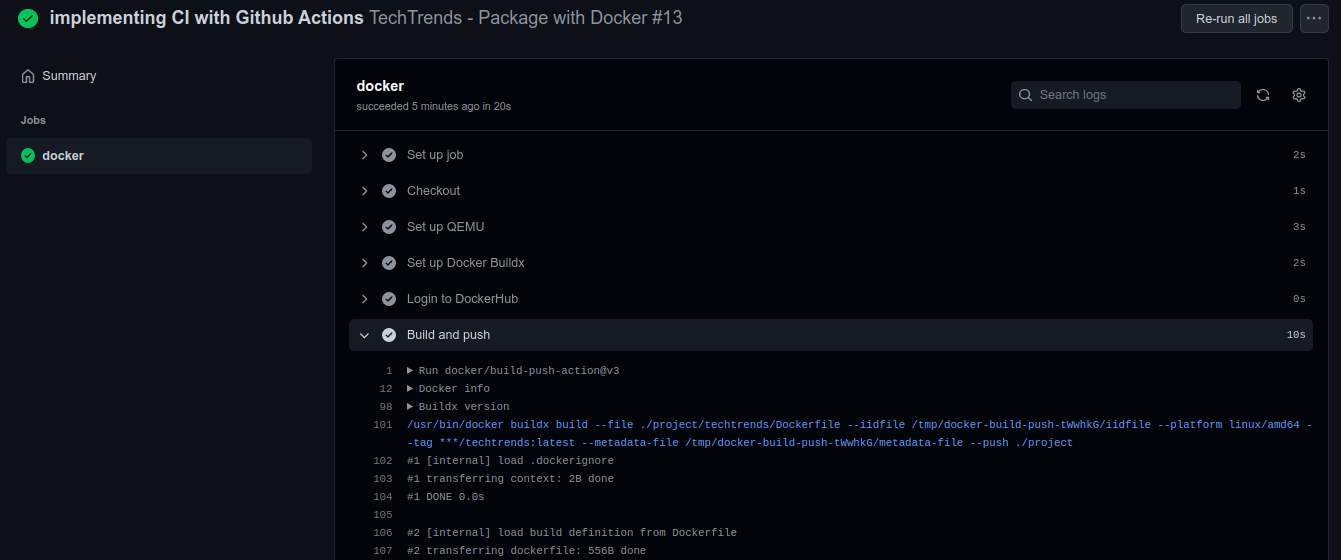 implementing CI with Github Actions TechTrends - Package with Docker #13
Re-run all jobs
Summary
Jobs
docker
docker
succeeded 5 minutes ago in 20s
Search logs
Set up job 2s
Checkout 1s
Set up QEMU 3s
Set up Docker Buildx 2s
Login to DockerHub 0s
Build and push 10s
1 Run docker/build-push-action@v3
12 Docker info
98 Buildx version
101 /usr/bin/docker buildx build --file ./project/techtrends/Dockerfile --iidfile /tmp/docker-build-push-tWwhkG/iidfile --platform linux/amd64 -
-tag ***/techtrends:latest --metadata-file /tmp/docker-build-push-tWwhkG/metadata-file --push ./project
102 #1 [internal] load .dockerignore
103 #1 transferring context: 2B done
104 #1 DONE 0.0s
105
106 #2 [internal] load build definition from Dockerfile
107 #2 transferring dockerfile: 556B done